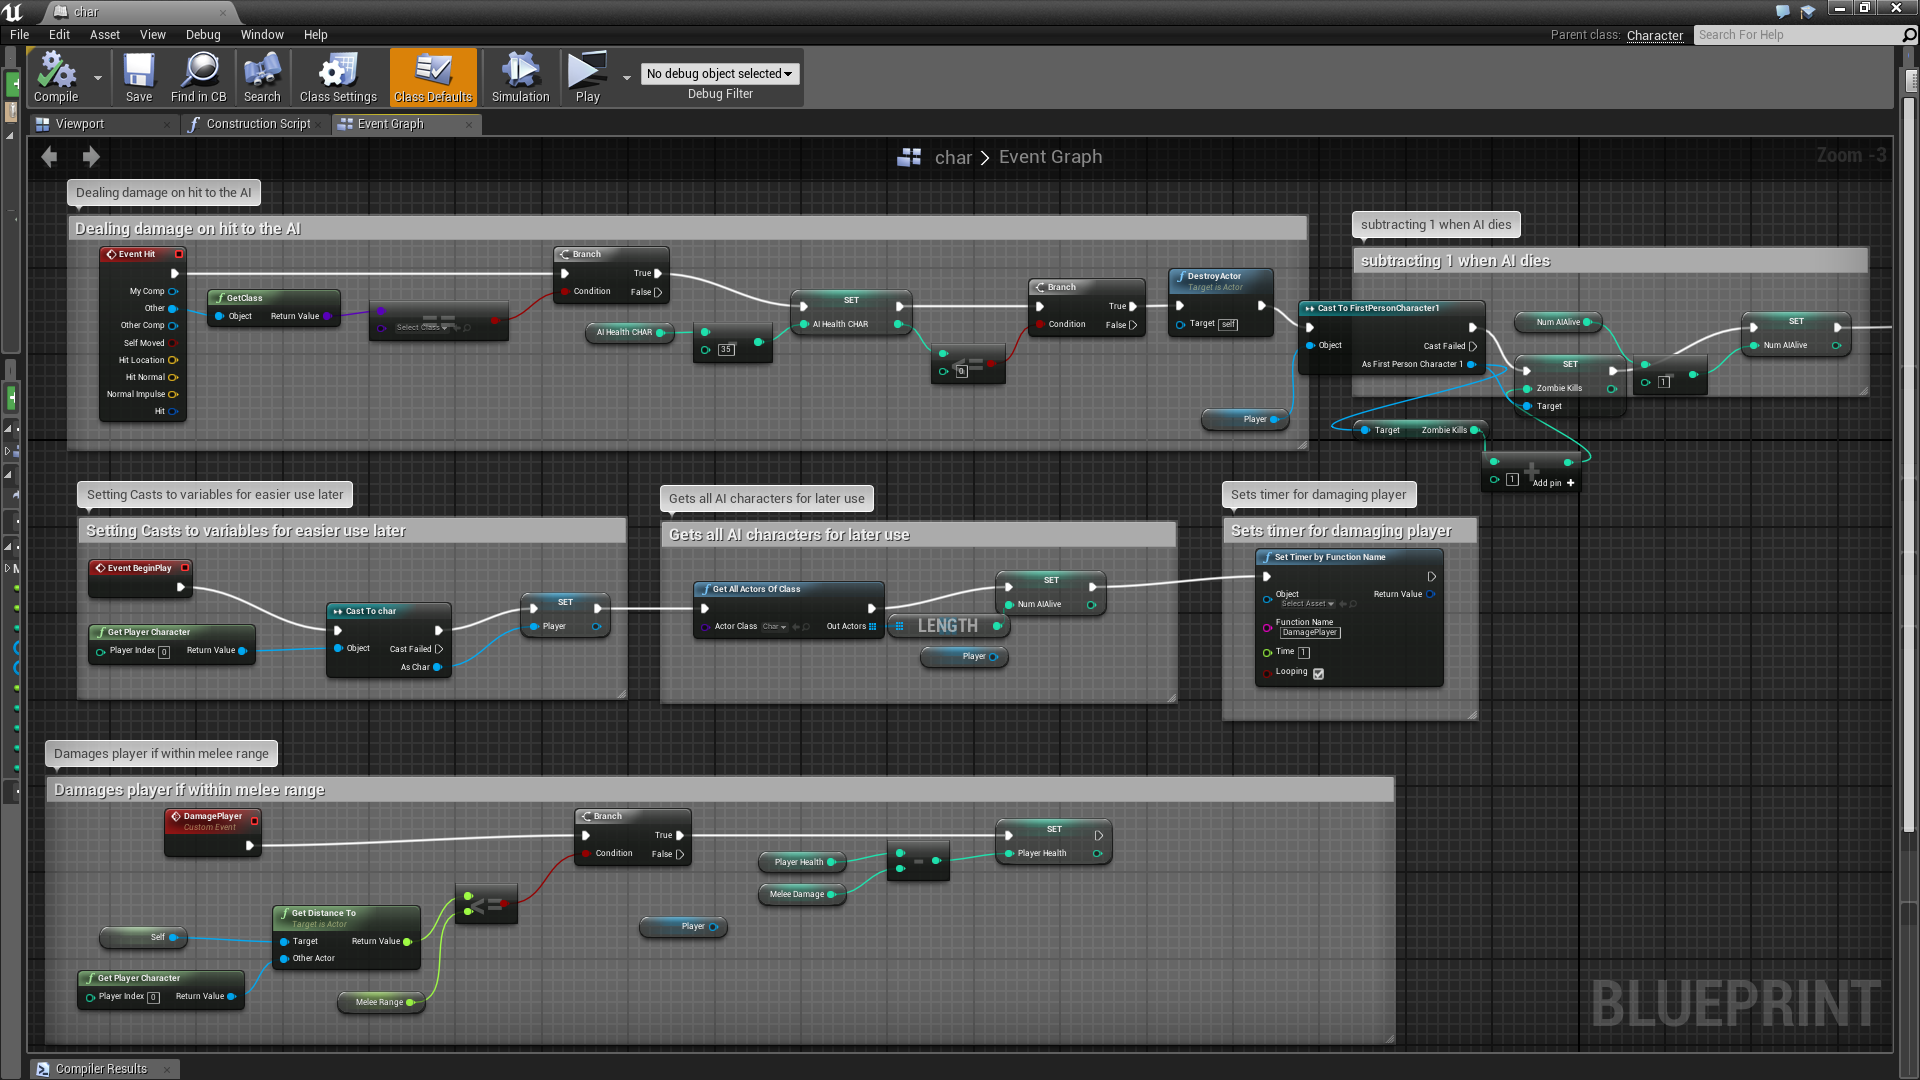 char
File Edit Asset View Debug Window Help
Parent class: Character
Search For Help
Compile
Save
Find in CB
Search
Class Settings
Class Defaults
Simulation
Play
No debug object selected
Debug Filter
Viewport
Construction Script
Event Graph
char > Event Graph
Zoom -3
Dealing damage on hit to the AI
Dealing damage on hit to the AI
Event Hit
My Comp
Other
Other Comp
Self Moved
Hit Location
Hit Normal
Normal Impulse
Hit
GetClass
Object Return Value
==
Select Class
Branch
True
Condition False
AI Health CHAR
35
SET
AI Health CHAR
<=
0
Branch
True
Condition False
DestroyActor
Target is Actor
Target self
Player
subtracting 1 when AI dies
subtracting 1 when AI dies
Cast To FirstPersonCharacter1
Cast Failed
Object
As First Person Character 1
Num AIAlive
SET
Zombie Kills
Target
1
SET
Num AIAlive
Target Zombie Kills
+
1
Add pin +
Setting Casts to variables for easier use later
Setting Casts to variables for easier use later
Event BeginPlay
Get Player Character
Player Index 0 Return Value
Cast To char
Object Cast Failed
As Char
SET
Player
Gets all AI characters for later use
Gets all AI characters for later use
Get All Actors Of Class
Actor Class Char Out Actors
LENGTH
SET
Num AIAlive
Player
Sets timer for damaging player
Sets timer for damaging player
Set Timer by Function Name
Object Return Value
Select Asset
Function Name
DamagePlayer
Time 1
Looping
Damages player if within melee range
Damages player if within melee range
DamagePlayer
Custom Event
Self
Get Player Character
Player Index 0 Return Value
Get Distance To
Target is Actor
Target Return Value
Other Actor
Melee Range
<=
Branch
True
Condition False
Player
Player Health
Melee Damage
-
SET
Player Health
BLUEPRINT
Compiler Results